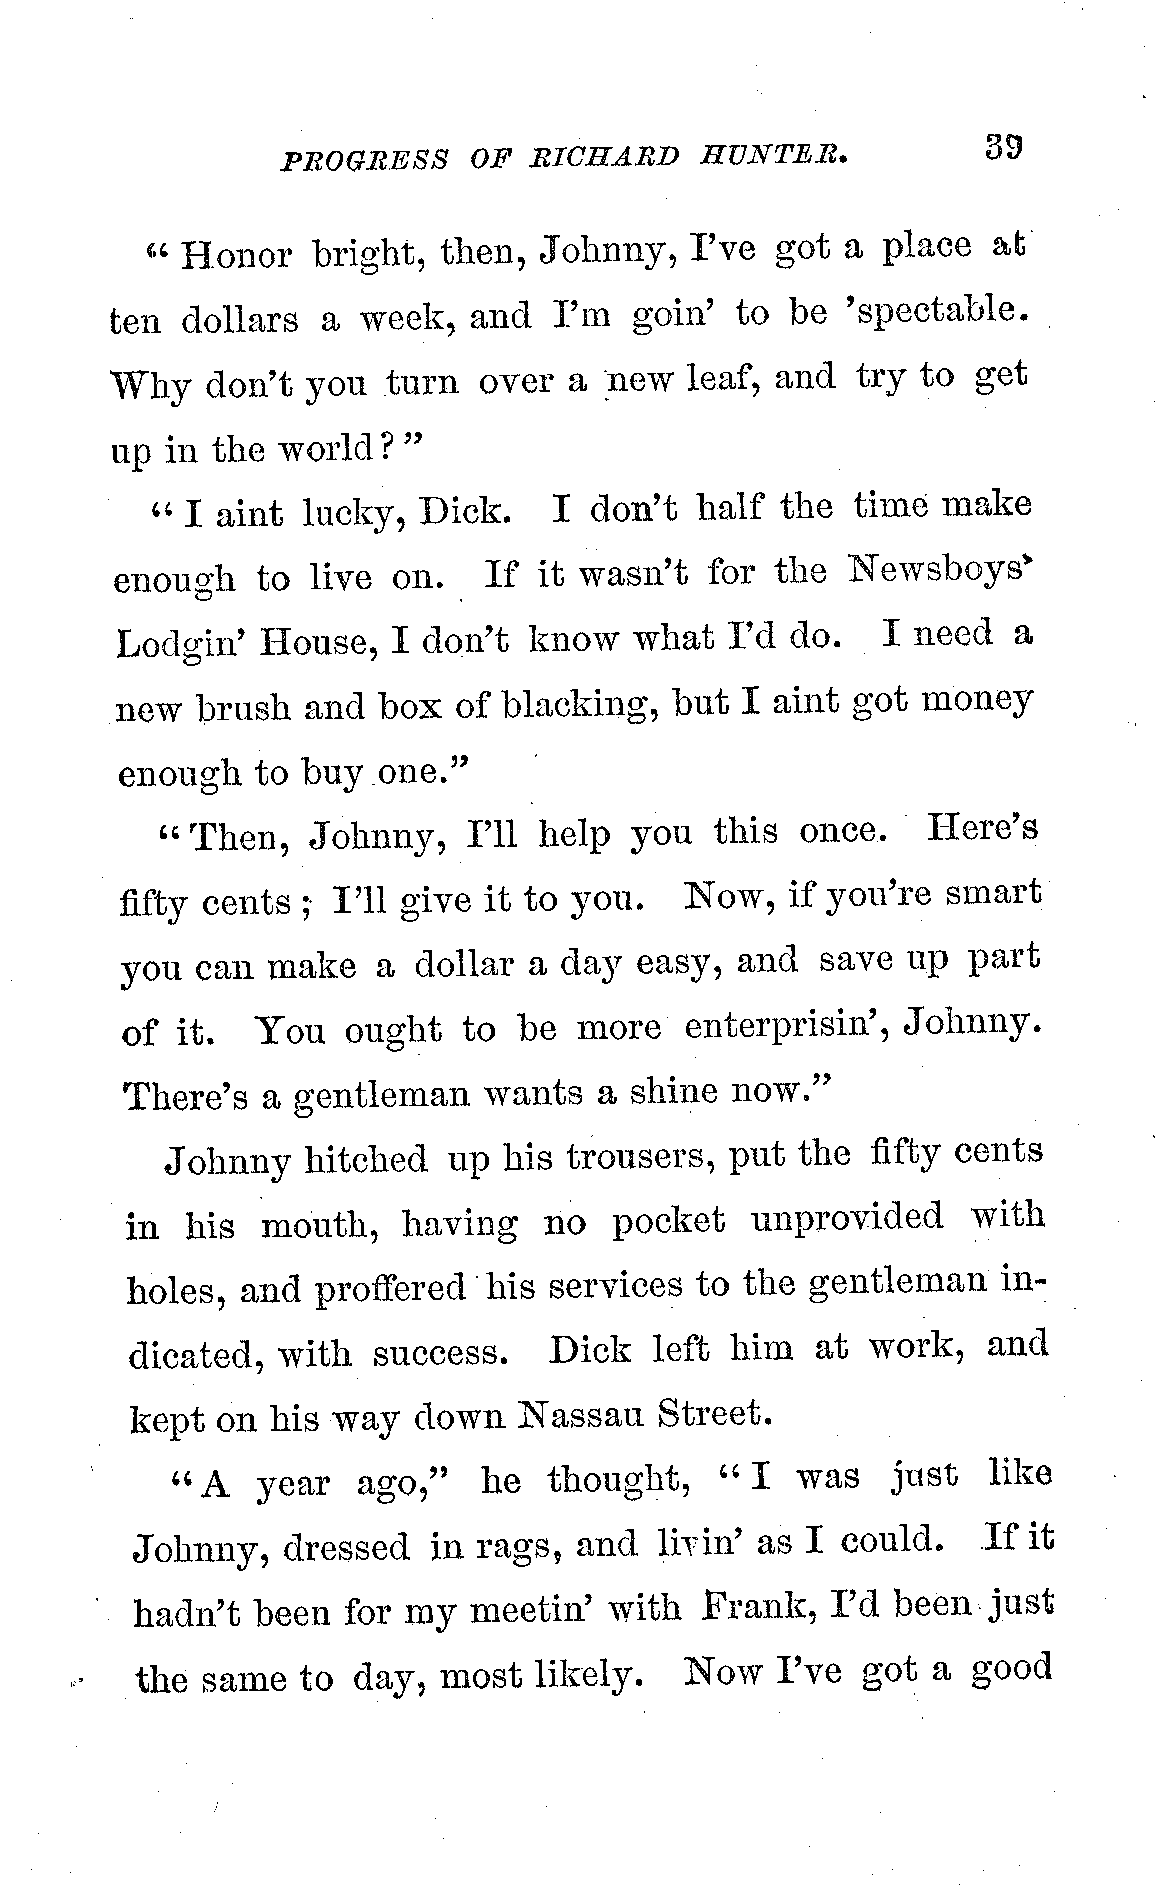 PROGRESS OF RICHARD HUNTER. 39
“Honor bright, then, Johnny, I’ve got a place at
ten dollars a week, and I’m goin’ to be ’spectable.
Why don’t you turn over a new leaf, and try to get
up in the world?”
“I aint lucky, Dick. I don’t half the time make
enough to live on. If it wasn’t for the Newsboys’
Lodgin’ House, I don’t know what I’d do. I need a
new brush and box of blacking, but I aint got money
enough to buy one.”
“Then, Johnny, I’ll help you this once. Here’s
fifty cents; I’ll give it to you. Now, if you’re smart
you can make a dollar a day easy, and save up part
of it. You ought to be more enterprisin’, Johnny.
There’s a gentleman wants a shine now.”
Johnny hitched up his trousers, put the fifty cents
in his mouth, having no pocket unprovided with
holes, and proffered his services to the gentleman in-
dicated, with success. Dick left him at work, and
kept on his way down Nassau Street.
“A year ago,” he thought, “I was just like
Johnny, dressed in rags, and livin’ as I could. If it
hadn’t been for my meetin’ with Frank, I’d been just
the same to day, most likely. Now I’ve got a good